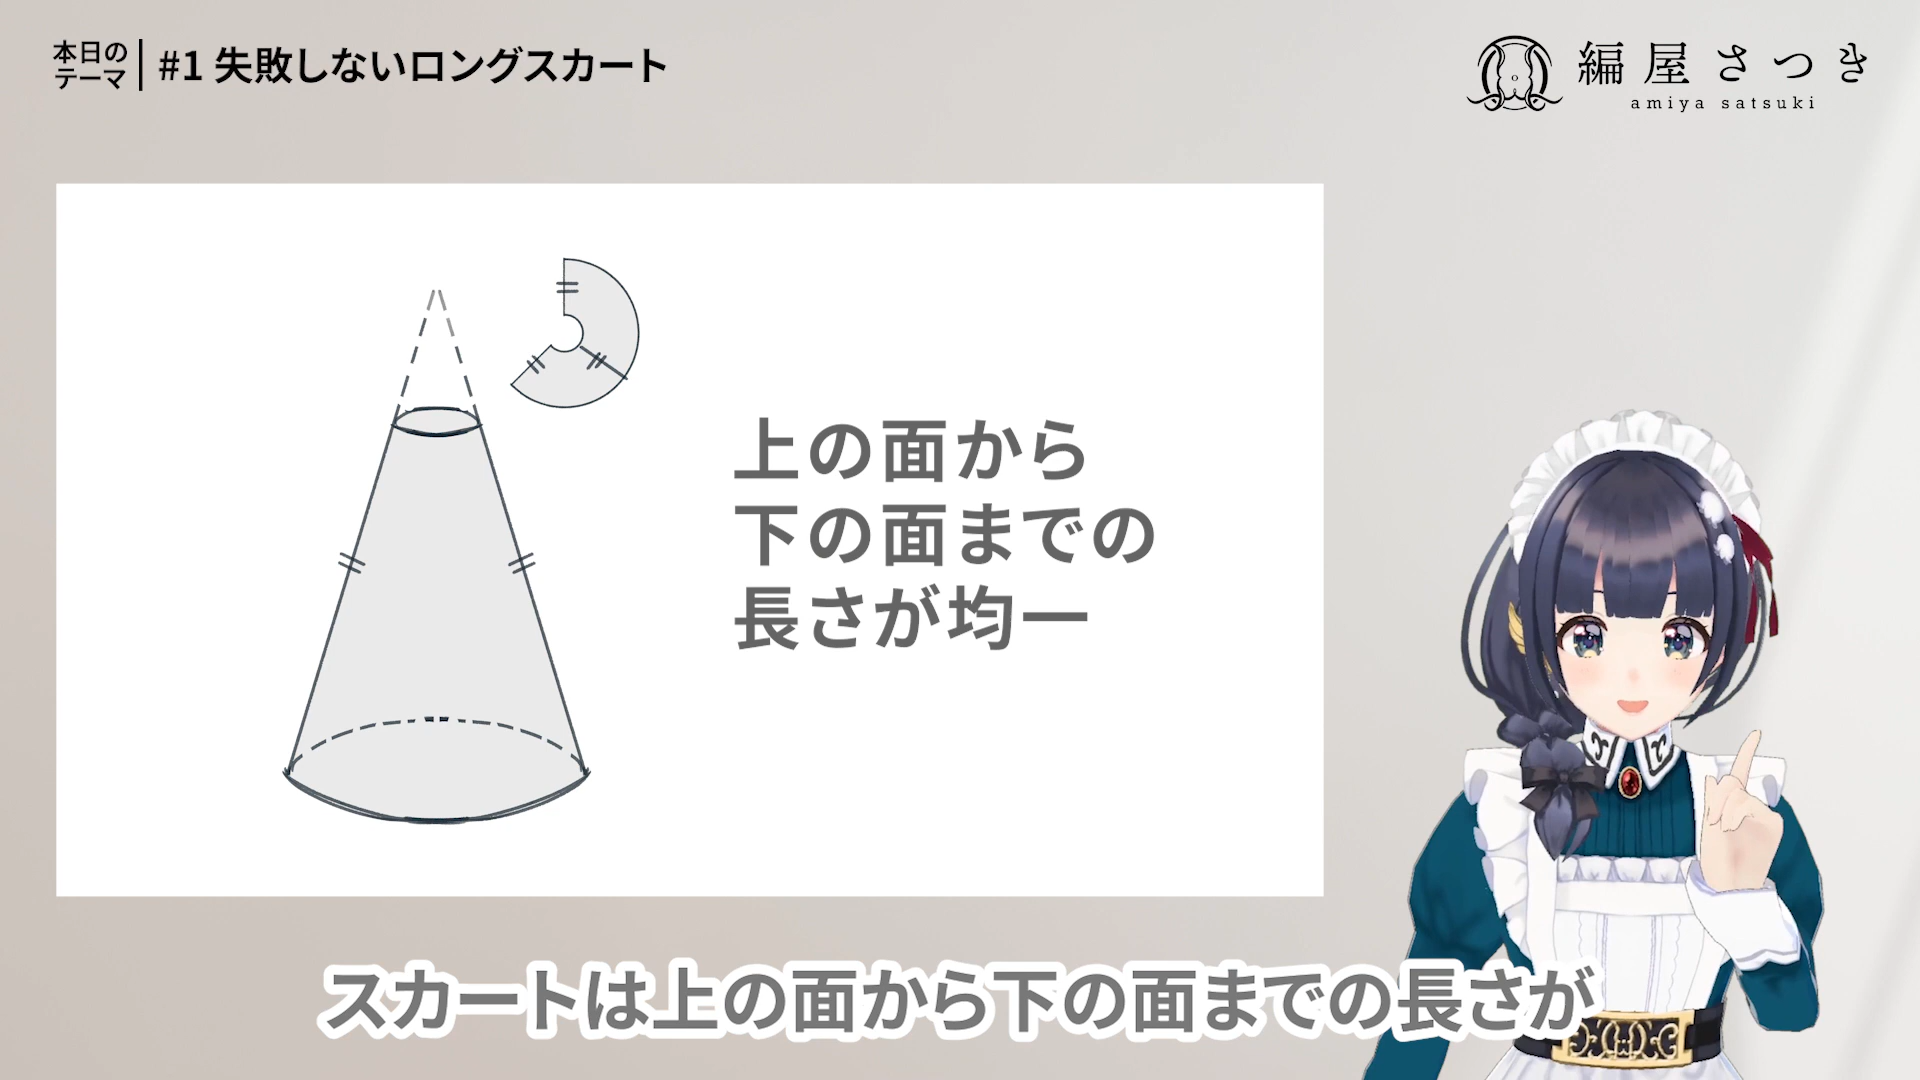 本日の
テーマ
#1 失敗しないロングスカート
編屋さつき
amiya satsuki
上の面から
下の面までの
長さが均一
スカートは上の面から下の面までの長さが